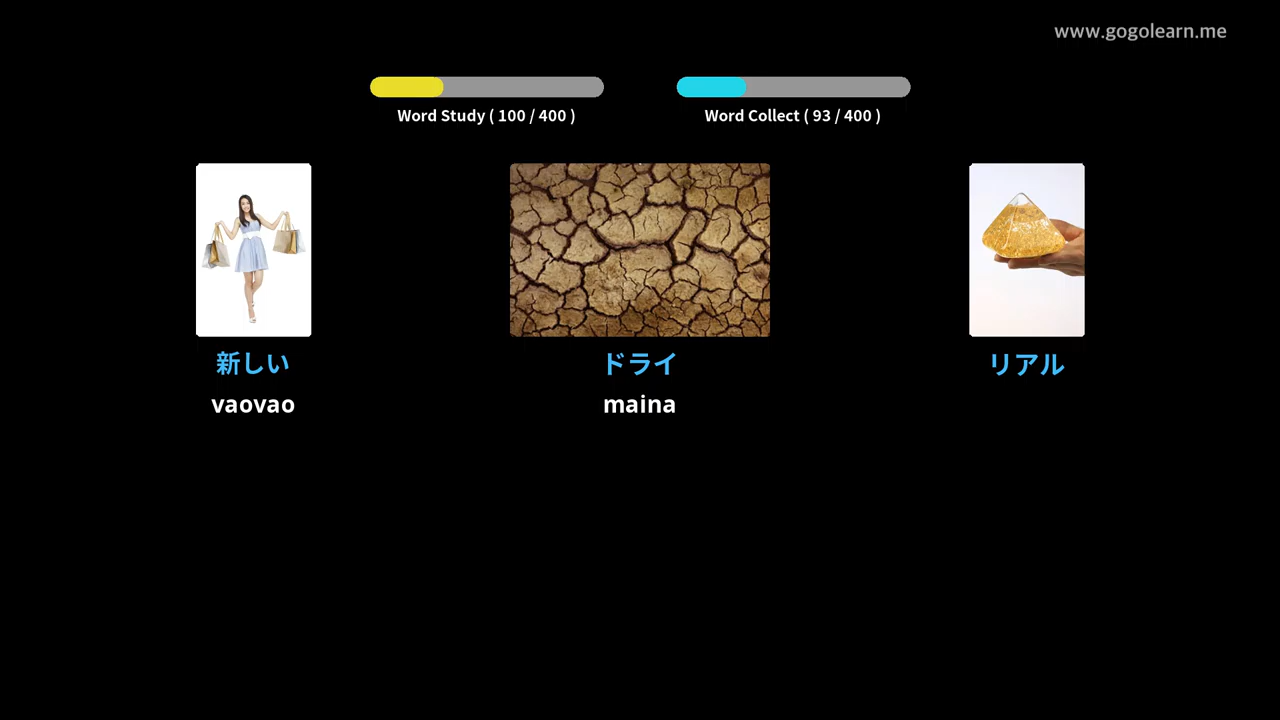 www.gogolearn.me
Word Study ( 100 / 400 )
Word Collect ( 93 / 400 )
新しい
ドライ
リアル
vaovao
maina